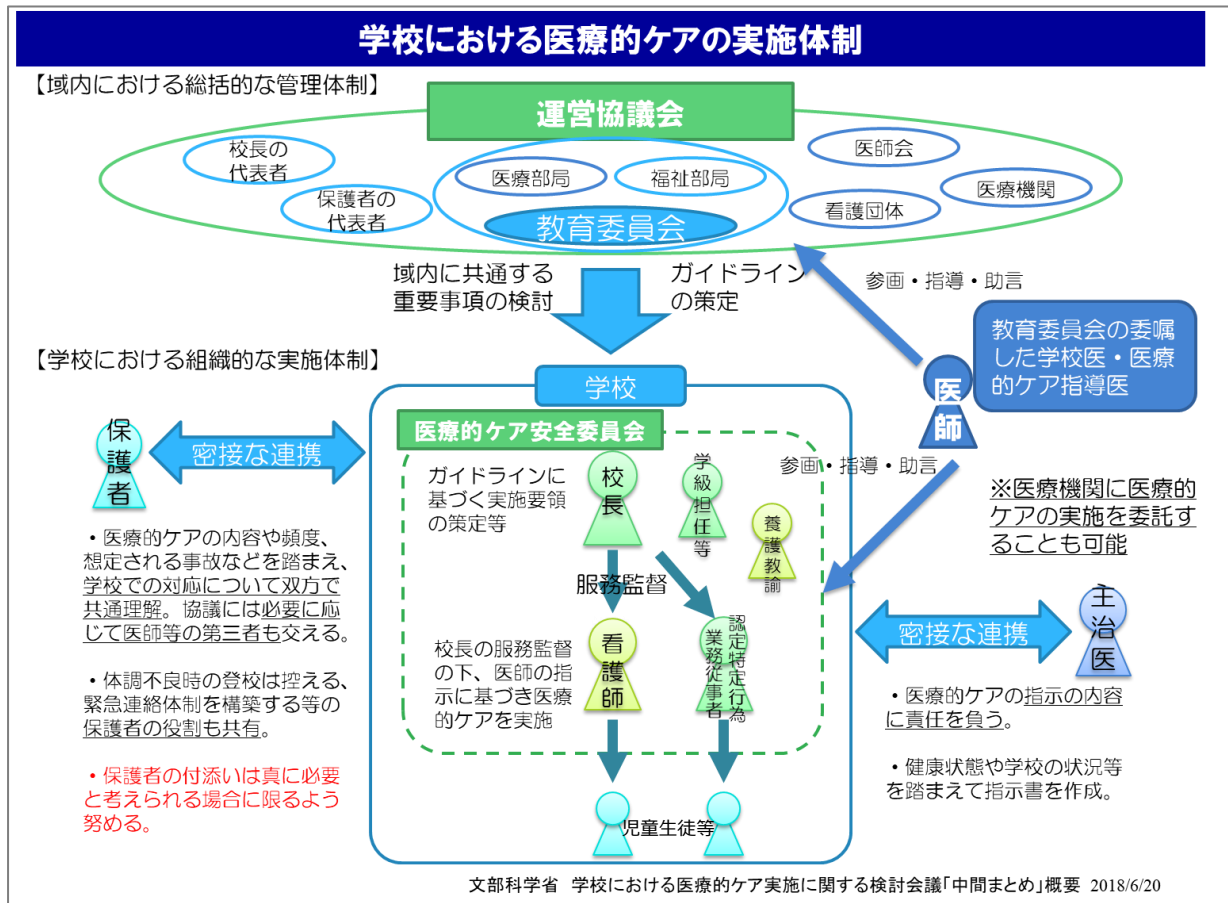 学校における医療的ケアの実施体制
【域内における総括的な管理体制】
運営協議会
校長の
代表者
保護者の
代表者
医療部局
福祉部局
教育委員会
医師会
医療機関
看護団体
域内に共通する
重要事項の検討
ガイドライン
の策定
参画・指導・助言
教育委員会の委嘱
した学校医・医療
的ケア指導医
医師
【学校における組織的な実施体制】
学校
医療的ケア安全委員会
保護者
密接な連携
ガイドラインに
基づく実施要領
の策定等
校長
学級担任等
養護教諭
参画・指導・助言
※医療機関に医療的
ケアの実施を委託す
ることも可能
・医療的ケアの内容や頻度、
想定される事故などを踏まえ、
学校での対応について双方で
共通理解。協議には必要に応
じて医師等の第三者も交える。
・体調不良時の登校は控える、
緊急連絡体制を構築する等の
保護者の役割も共有。
・保護者の付添いは真に必要
と考えられる場合に限るよう
努める。
服務監督
校長の服務監督
の下、医師の指
示に基づき医療
的ケアを実施
看護師
認定特定行為
業務従事者
密接な連携
主治医
・医療的ケアの指示の内容
に責任を負う。
・健康状態や学校の状況等
を踏まえて指示書を作成。
児童生徒等
文部科学省 学校における医療的ケア実施に関する検討会議「中間まとめ」概要 2018/6/20